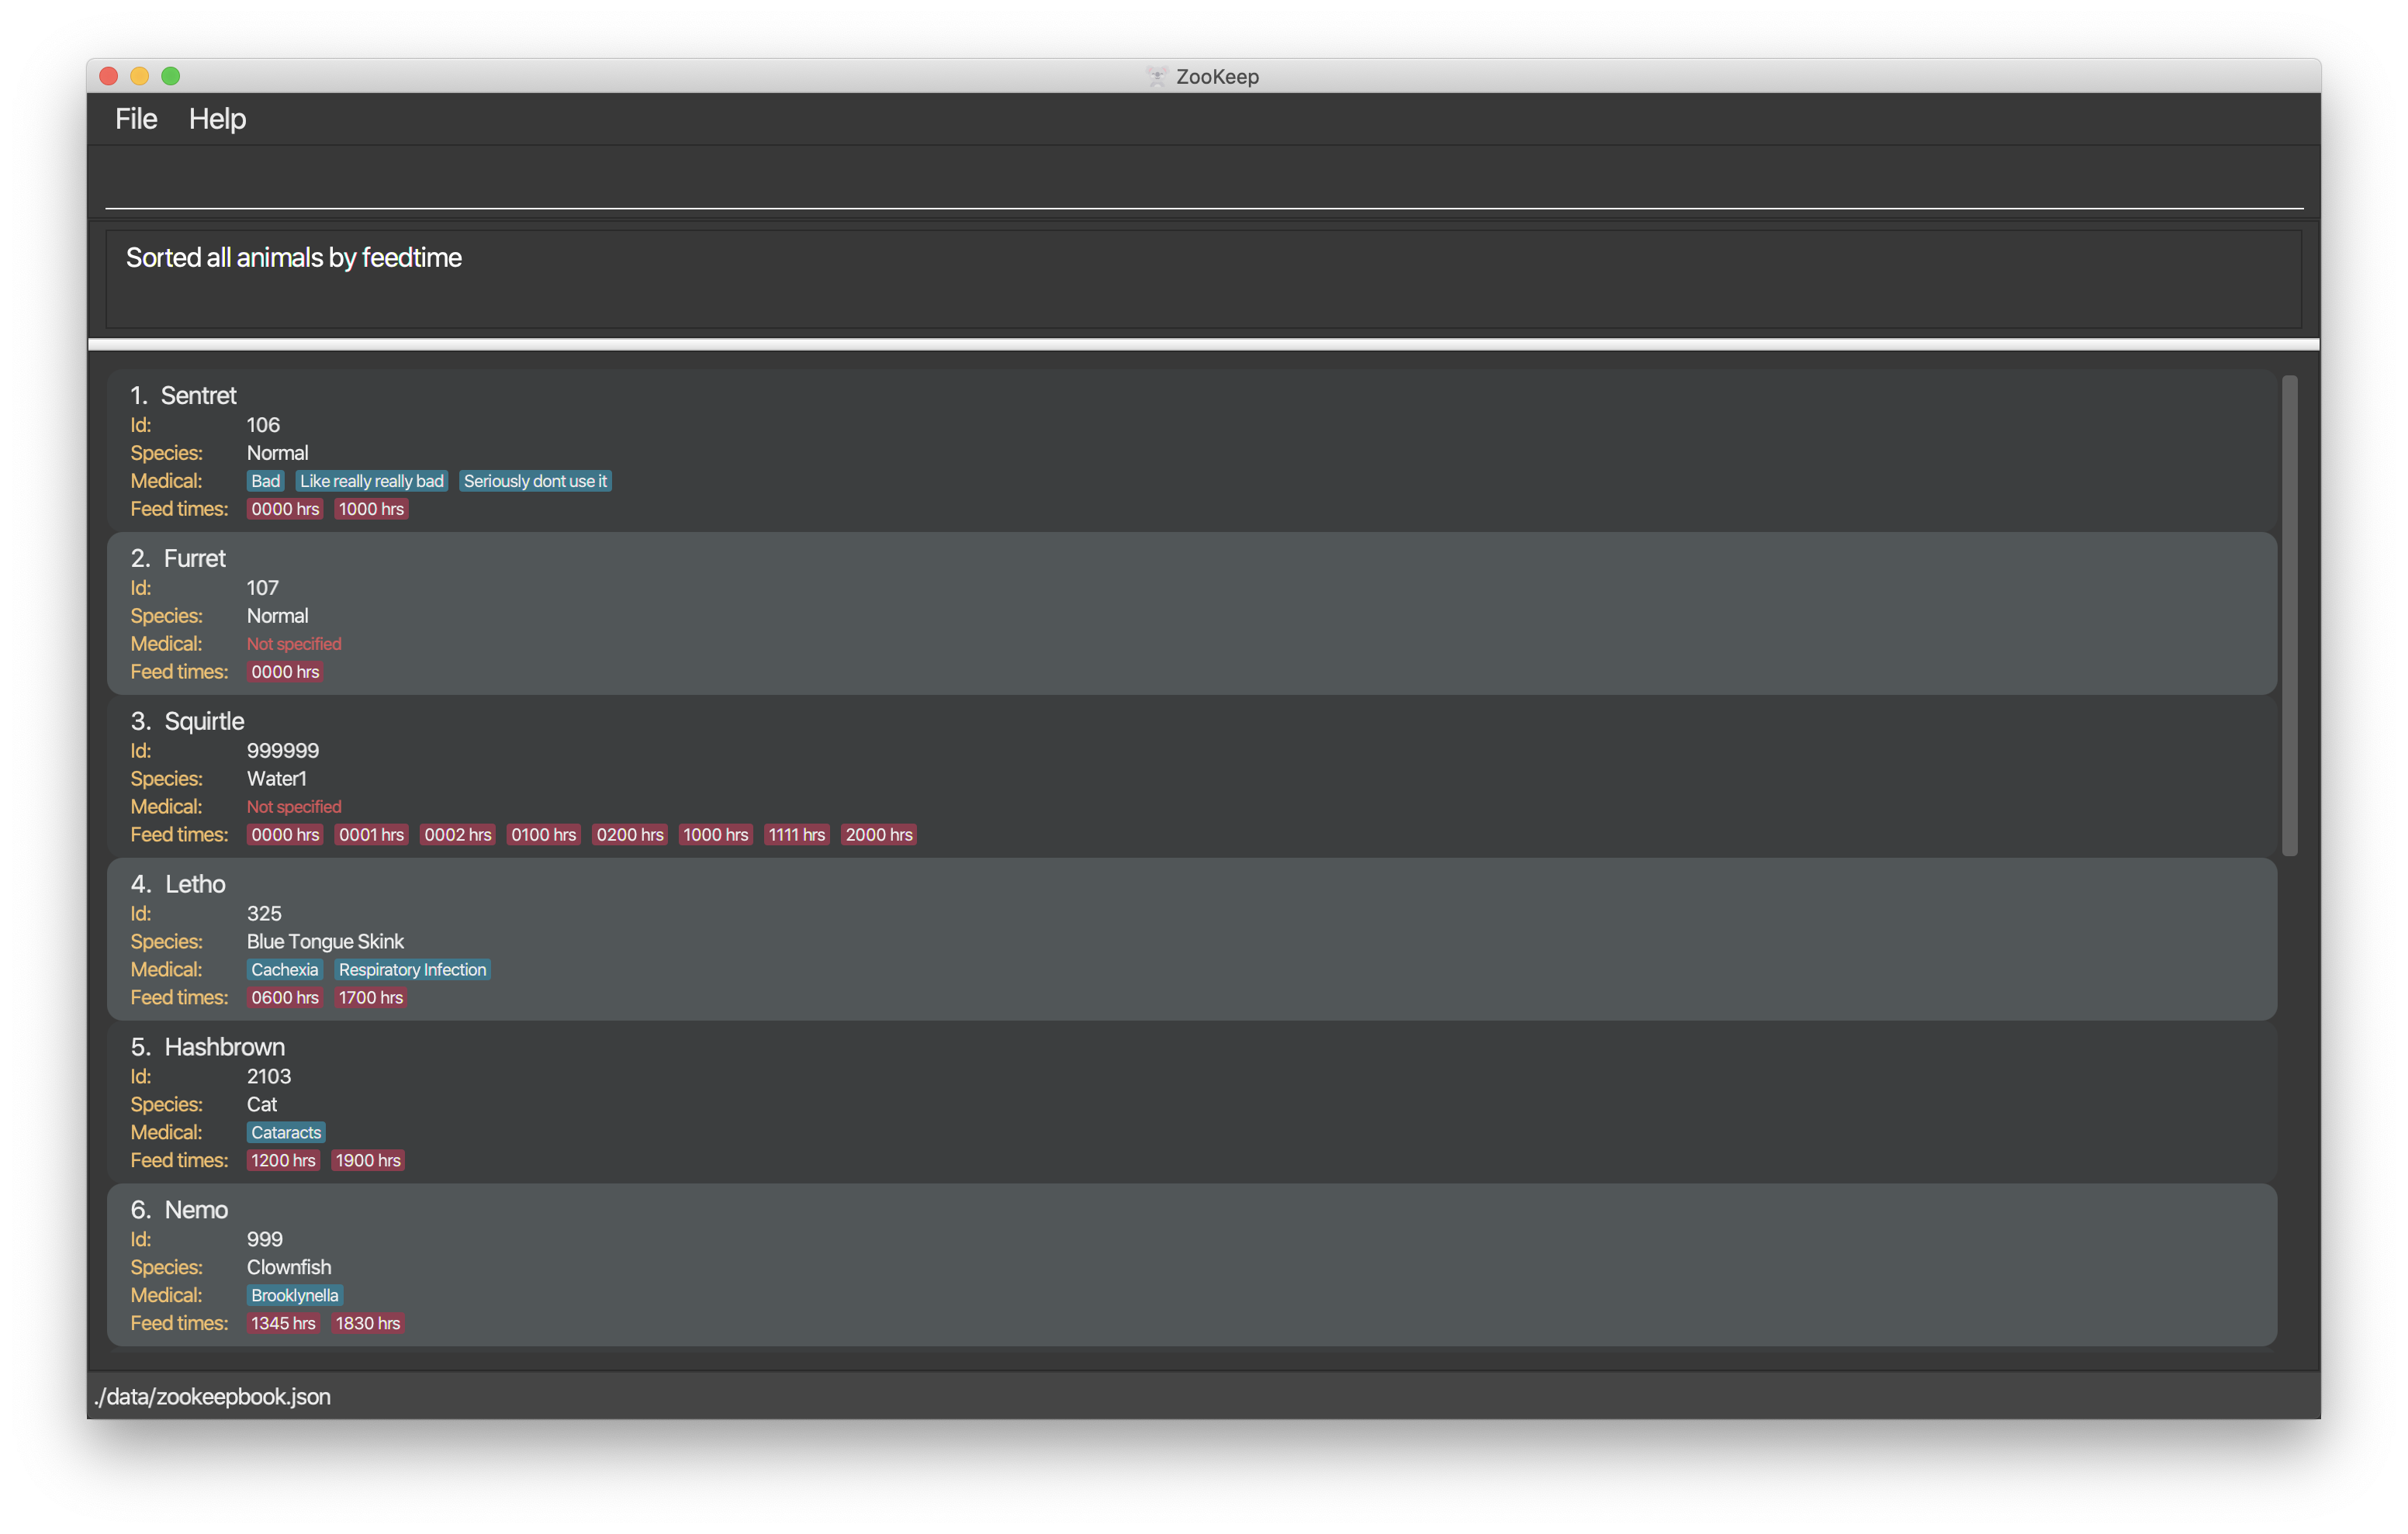 ZooKeep
File Help
Sorted all animals by feedtime
1. Sentret
Id: 106
Species: Normal
Medical: Bad Like really really bad Seriously dont use it
Feed times: 0000 hrs 1000 hrs
2. Furret
Id: 107
Species: Normal
Medical: Not specified
Feed times: 0000 hrs
3. Squirtle
Id: 999999
Species: Water1
Medical: Not specified
Feed times: 0000 hrs 0001 hrs 0002 hrs 0100 hrs 0200 hrs 1000 hrs 1111 hrs 2000 hrs
4. Letho
Id: 325
Species: Blue Tongue Skink
Medical: Cachexia Respiratory Infection
Feed times: 0600 hrs 1700 hrs
5. Hashbrown
Id: 2103
Species: Cat
Medical: Cataracts
Feed times: 1200 hrs 1900 hrs
6. Nemo
Id: 999
Species: Clownfish
Medical: Brooklynella
Feed times: 1345 hrs 1830 hrs
./data/zookeepbook.json